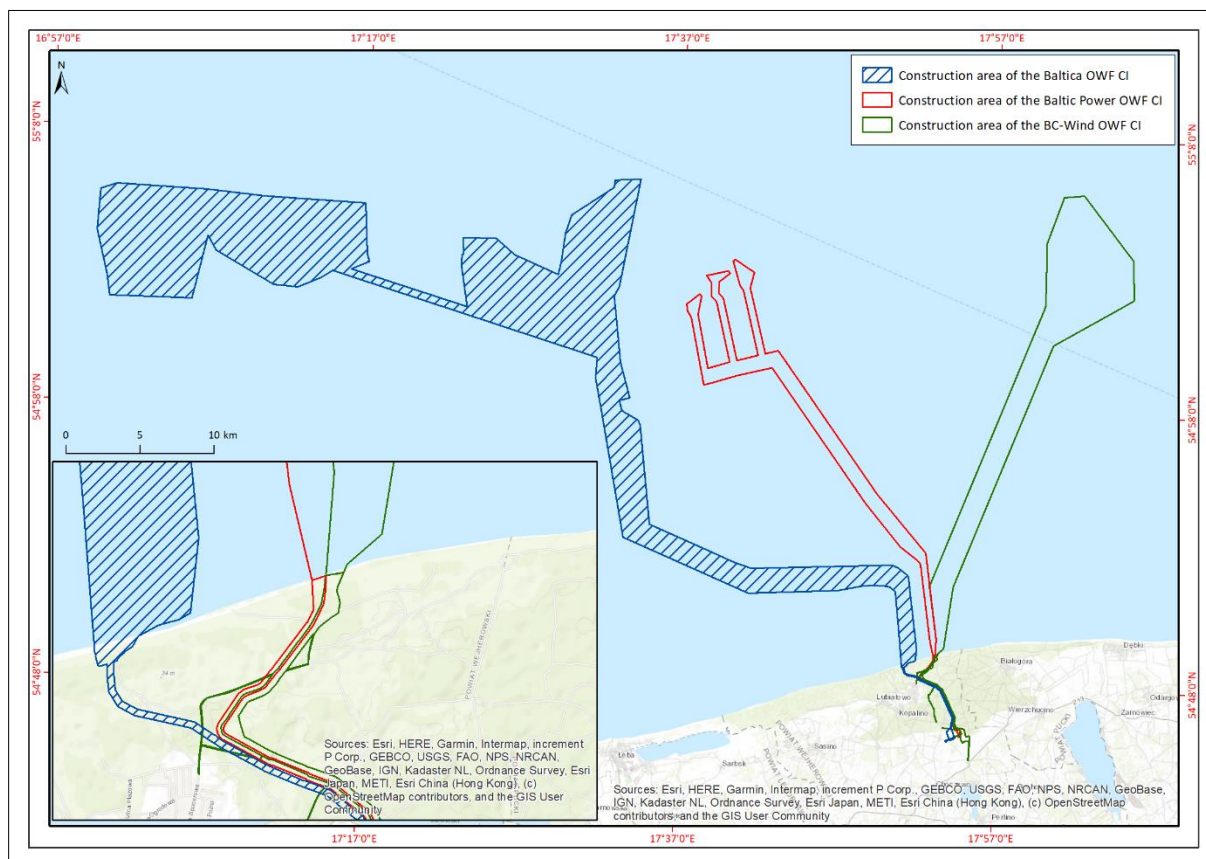 16°57'0"E
17°17'0"E
17°37'0"E
17°57'0"E
N
Construction area of the Baltica OWF CI
Construction area of the Baltic Power OWF CI
Construction area of the BC-Wind OWF CI
55°8'0"N
55°8'0"N
54°58'0"N
54°58'0"N
0 5 10 km
54°48'0"N
54°48'0"N
POWIAT WEJHEROWSKI
34 m
Sources: Esri, HERE, Garmin, Intermap, increment
P Corp., GEBCO, USGS, FAO, NPS, NRCAN,
GeoBase, IGN, Kadaster NL, Ordnance Survey, Esri
Japan, METI, Esri China (Hong Kong), (c)
OpenStreetMap contributors, and the GIS User
Community
Dębki
Białogóra
Lubiatowo
Kopalino
Wierzchucino
Żarnowiec
Odargo
Sasino
Łeba
Sarbsk
POWIAT WEJHEROWSKI
POWIAT PUCKI
Choczewo
Perlino
Sources: Esri, HERE, Garmin, Intermap, increment P Corp., GEBCO, USGS, FAO, NPS, NRCAN, GeoBase,
IGN, Kadaster NL, Ordnance Survey, Esri Japan, METI, Esri China (Hong Kong), (c) OpenStreetMap
contributors, and the GIS User Community
17°17'0"E
17°37'0"E
17°57'0"E